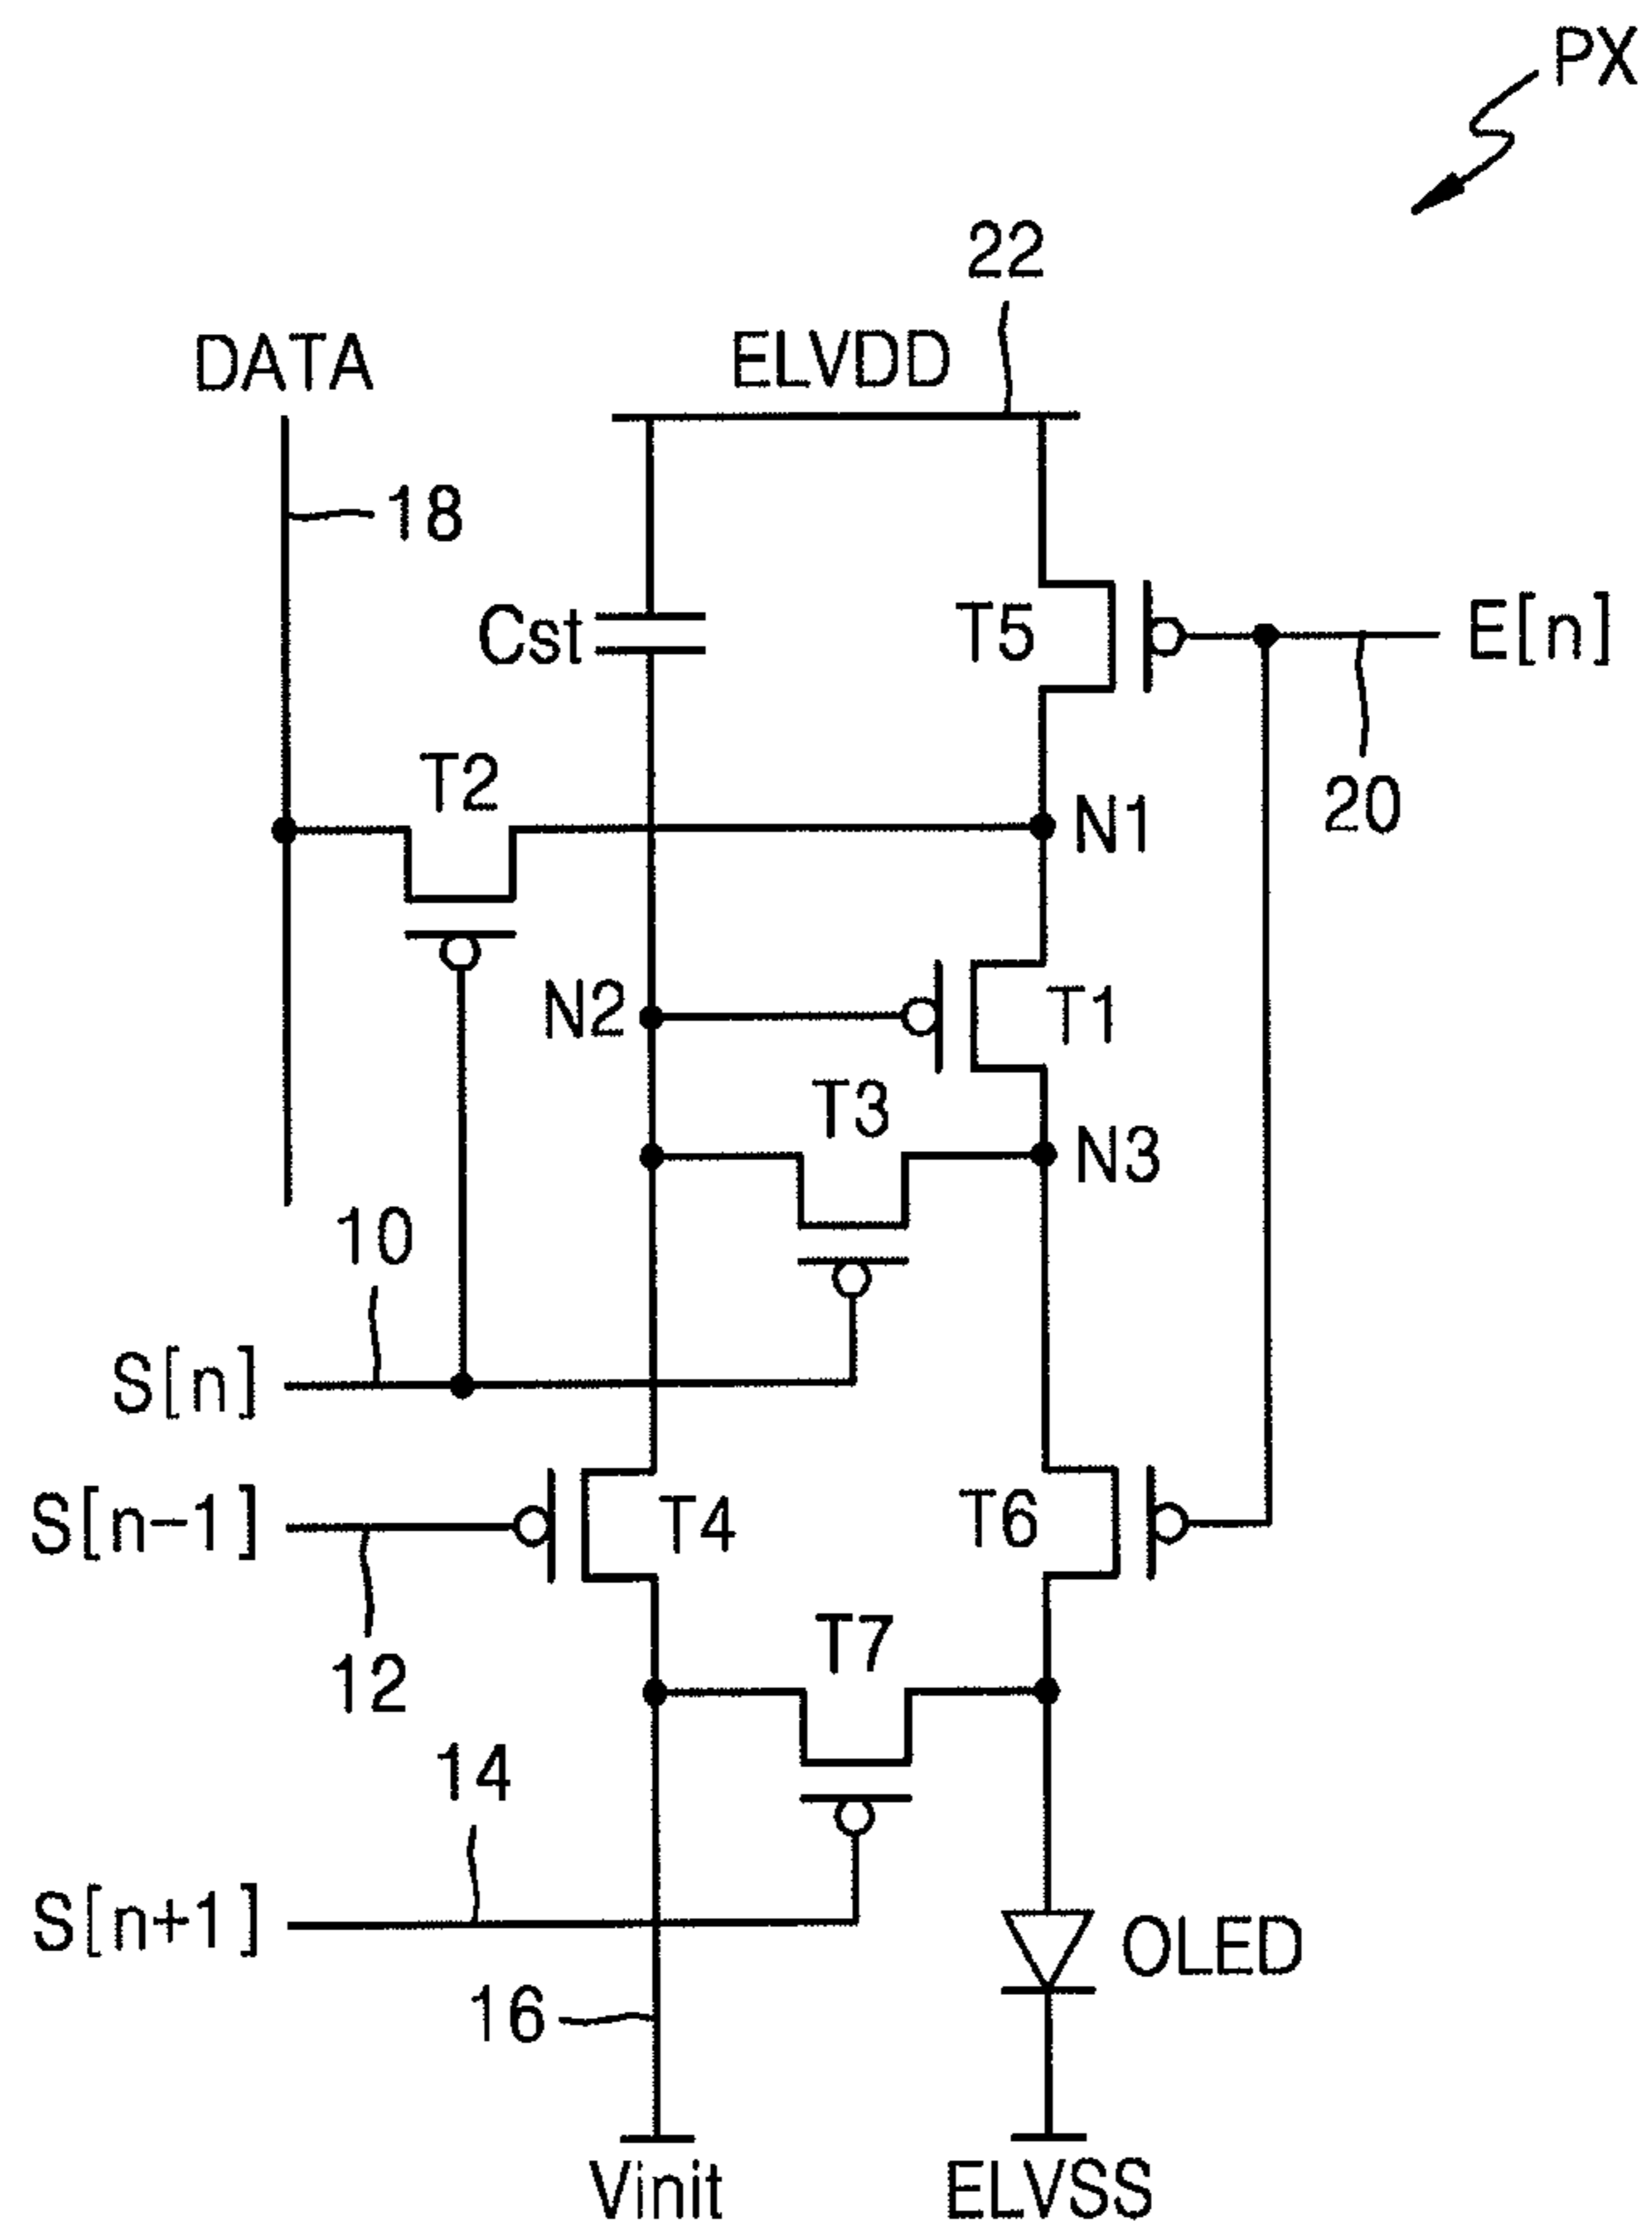 PX
22
DATA
ELVDD
18
Cst
T5
E[n]
T2
N1
20
N2
T1
T3
N3
10
S[n]
S[n-1]
T4
T6
12
T7
14
S[n+1]
OLED
16
Vinit
ELVSS